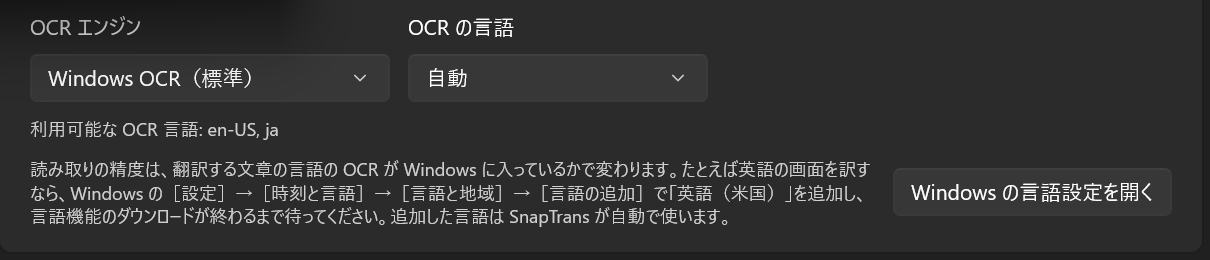 OCR エンジン
OCR の言語
Windows OCR（標準）
自動
利用可能な OCR 言語: en-US, ja
読み取りの精度は、翻訳する文章の言語の OCR が Windows に入っているかで変わります。たとえば英語の画面を訳す
なら、Windows の［設定］→［時刻と言語］→［言語と地域］→［言語の追加］で「英語（米国）」を追加し、
言語機能のダウンロードが終わるまで待ってください。追加した言語は SnapTrans が自動で使います。
Windows の言語設定を開く